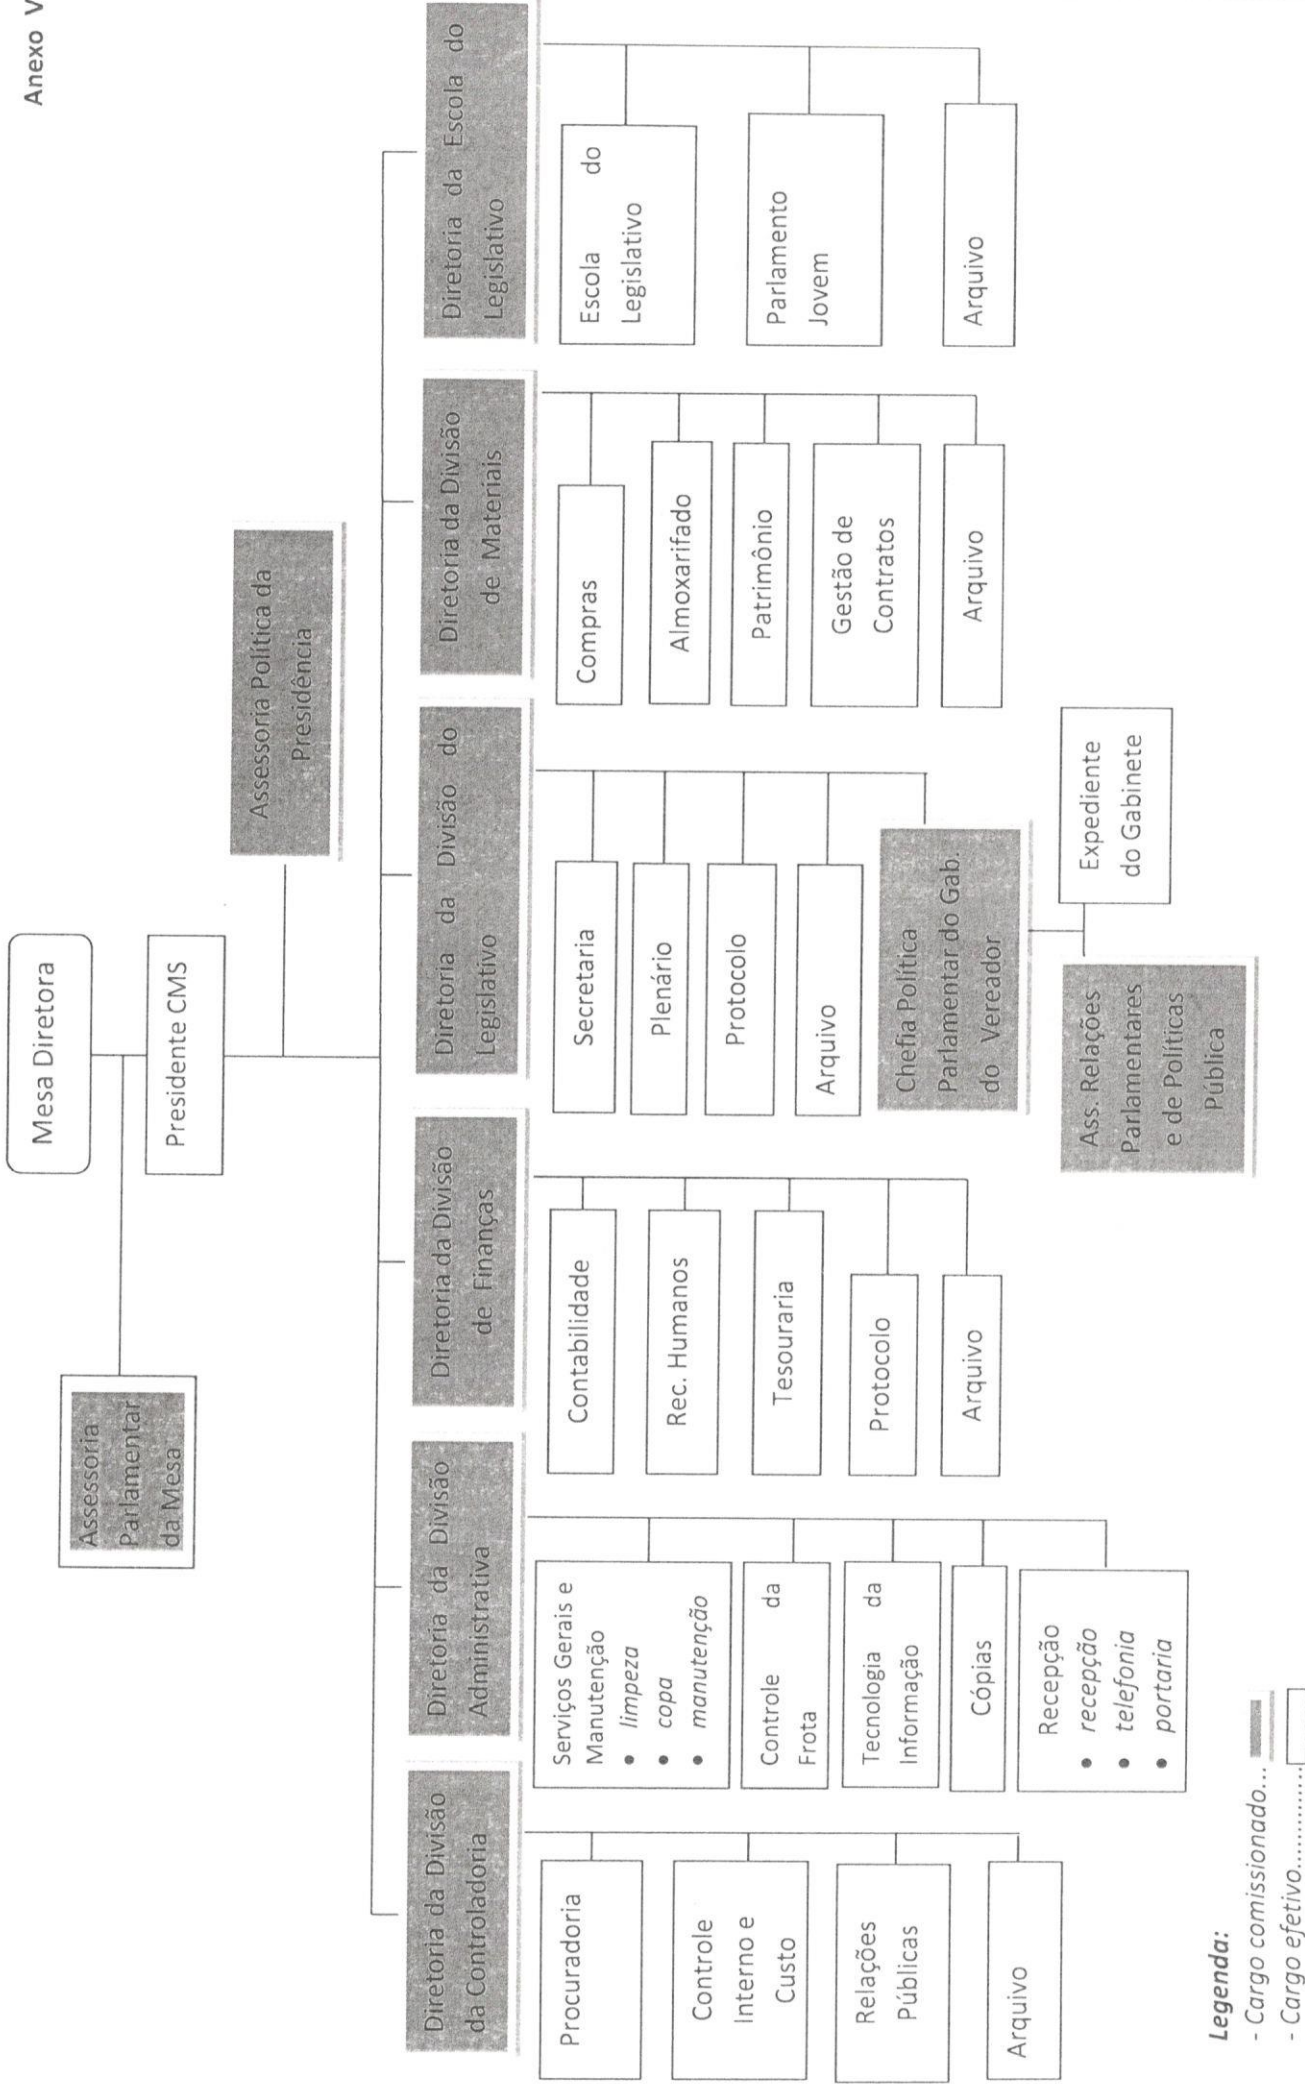 Anexo V
Mesa Diretora
Assessoria
Parlamentar
da Mesa
Presidente CMS
Assessoria Política da
Presidência
Diretoria da Divisão
da Controladoria
Procuradoria
Controle
Interno e
Custo
Relações
Públicas
Arquivo
Diretoria da Divisão
Administrativa
Serviços Gerais e
Manutenção
• limpeza
• copa
• manutenção
Controle da
Frota
Tecnologia da
Informação
Cópias
Recepção
• recepção
• telefonia
• portaria
Diretoria da Divisão
de Finanças
Contabilidade
Rec. Humanos
Tesouraria
Protocolo
Arquivo
Diretoria da Divisão do
Legislativo
Secretaria
Plenário
Protocolo
Arquivo
Chefia Política
Parlamentar do Gab.
do Vereador
Ass. Relações
Parlamentares
e de Políticas
Pública
Expediente
do Gabinete
Diretoria da Divisão
de Materiais
Compras
Almoxarifado
Patrimônio
Gestão de
Contratos
Arquivo
Diretoria da Escola do
Legislativo
Escola do
Legislativo
Parlamento
Jovem
Arquivo
Legenda:
- Cargo comissionado...
- Cargo efetivo............